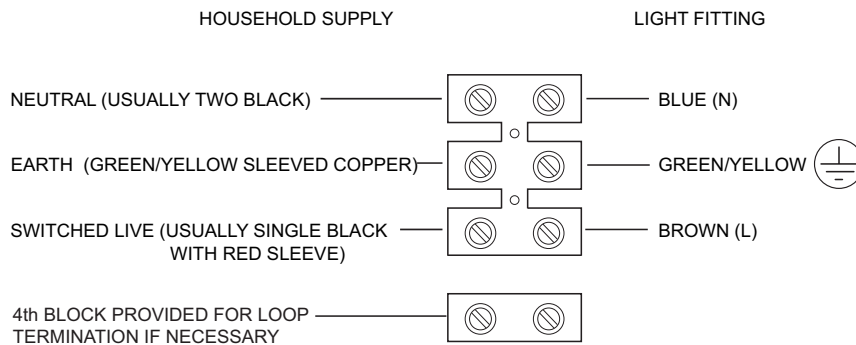 HOUSEHOLD SUPPLY
LIGHT FITTING
NEUTRAL (USUALLY TWO BLACK)
BLUE (N)
EARTH (GREEN/YELLOW SLEEVED COPPER)
GREEN/YELLOW
SWITCHED LIVE (USUALLY SINGLE BLACK
WITH RED SLEEVE)
BROWN (L)
4th BLOCK PROVIDED FOR LOOP
TERMINATION IF NECESSARY